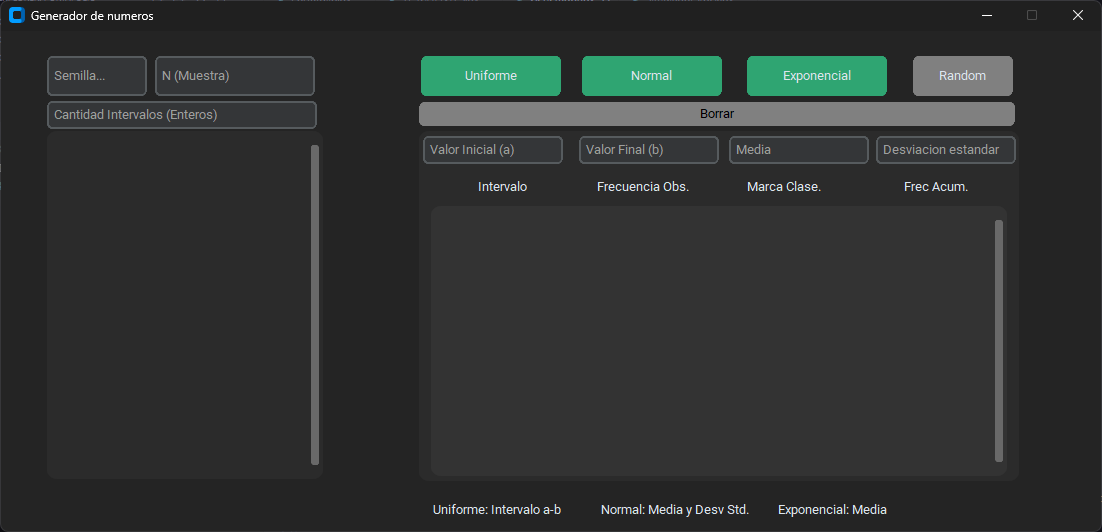 Generador de numeros
Semilla...
N (Muestra)
Cantidad Intervalos (Enteros)
Uniforme
Normal
Exponencial
Random
Borrar
Valor Inicial (a)
Valor Final (b)
Media
Desviacion estandar
Intervalo
Frecuencia Obs.
Marca Clase.
Frec Acum.
Uniforme: Intervalo a-b
Normal: Media y Desv Std.
Exponencial: Media